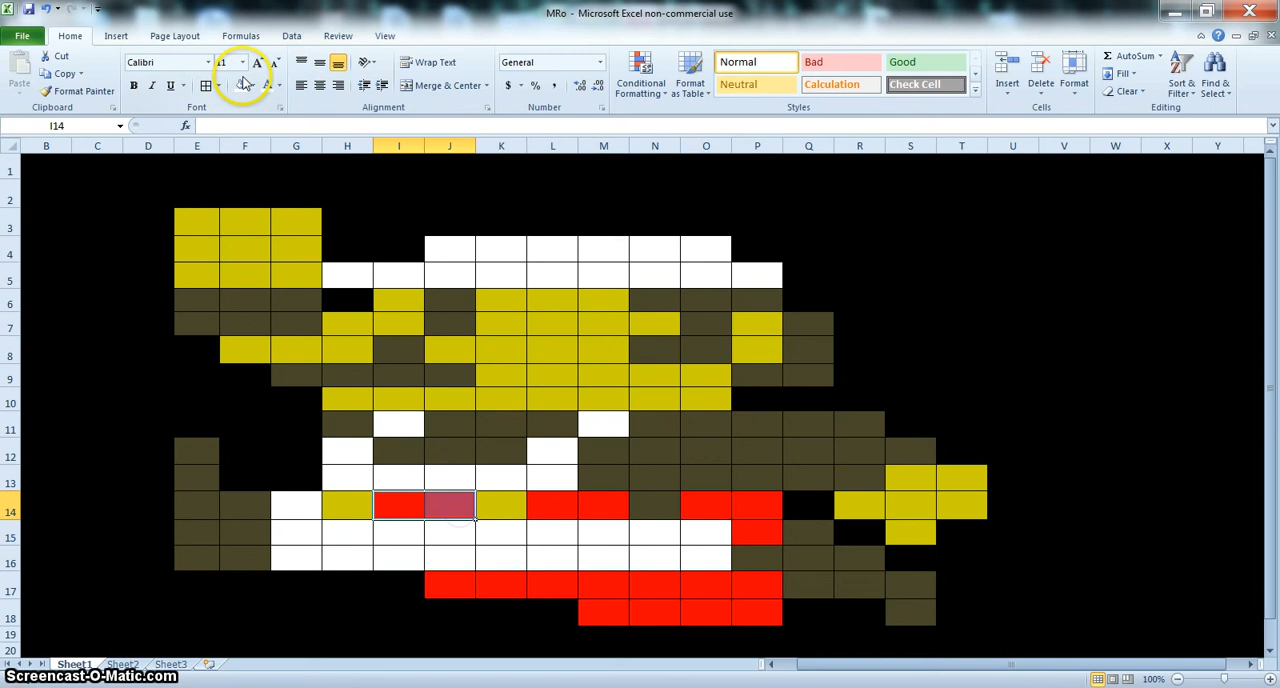 MRo - Microsoft Excel non-commercial use
File Home Insert Page Layout Formulas Data Review View
Cut
Copy
Format Painter
Paste
Clipboard
Calibri 11
B I U
Font
Wrap Text
Merge & Center
Alignment
General
$ % ,
Number
Conditional Formatting
Format as Table
Normal Bad Good
Neutral Calculation Check Cell
Styles
Insert Delete Format
Cells
AutoSum
Fill
Clear
Sort & Filter
Find & Select
Editing
I14 fx
B C D E F G H I J K L M N O P Q R S T U V W X Y
1
2
3
4
5
6
7
8
9
10
11
12
13
14
15
16
17
18
19
20
Sheet1 Sheet2 Sheet3
100%
Screencast-O-Matic.com